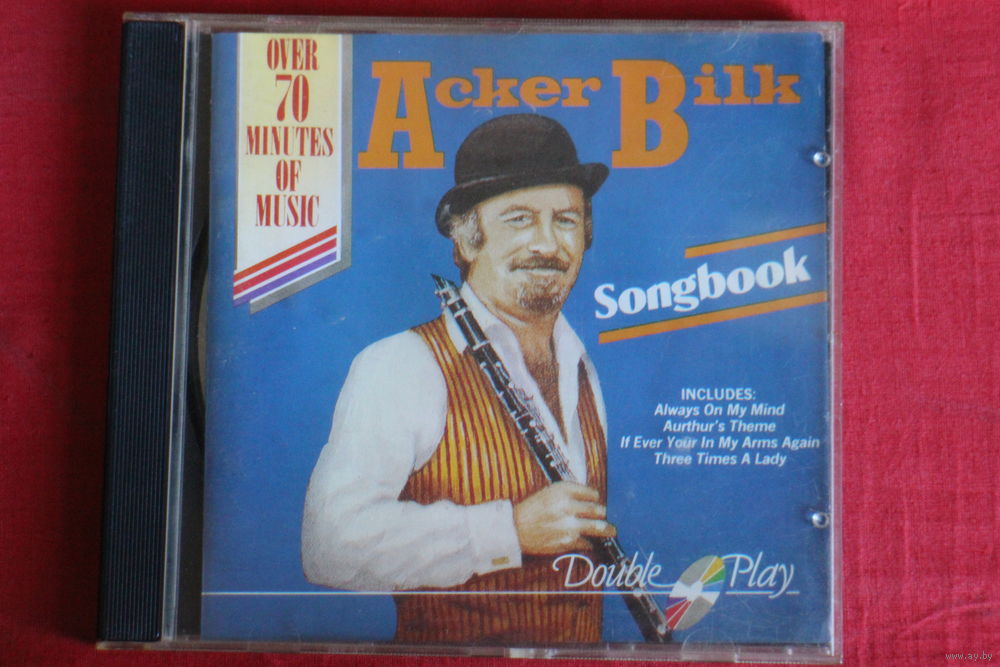 OVER
70
MINUTES
OF
MUSIC
Acker Bilk
Songbook
INCLUDES:
Always On My Mind
Aurthur's Theme
If Ever Your In My Arms Again
Three Times A Lady
Double Play
www.ay.by